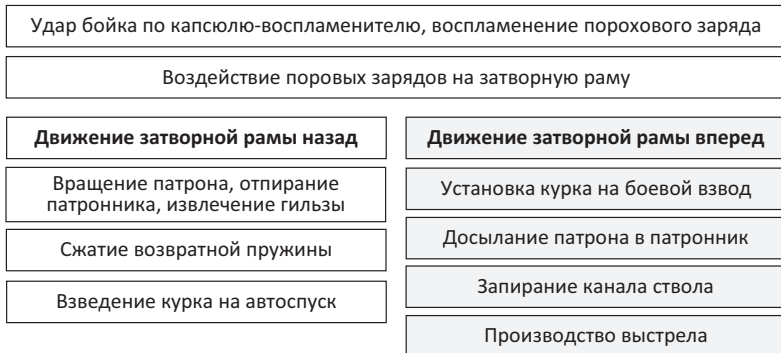 Удар бойка по капсюлю-воспламенителю, воспламенение порохового заряда
Воздействие поровых зарядов на затворную раму
Движение затворной рамы назад
Вращение патрона, отпирание
патронника, извлечение гильзы
Сжатие возвратной пружины
Взведение курка на автоспуск
Движение затворной рамы вперед
Установка курка на боевой взвод
Досылание патрона в патронник
Запирание канала ствола
Производство выстрела